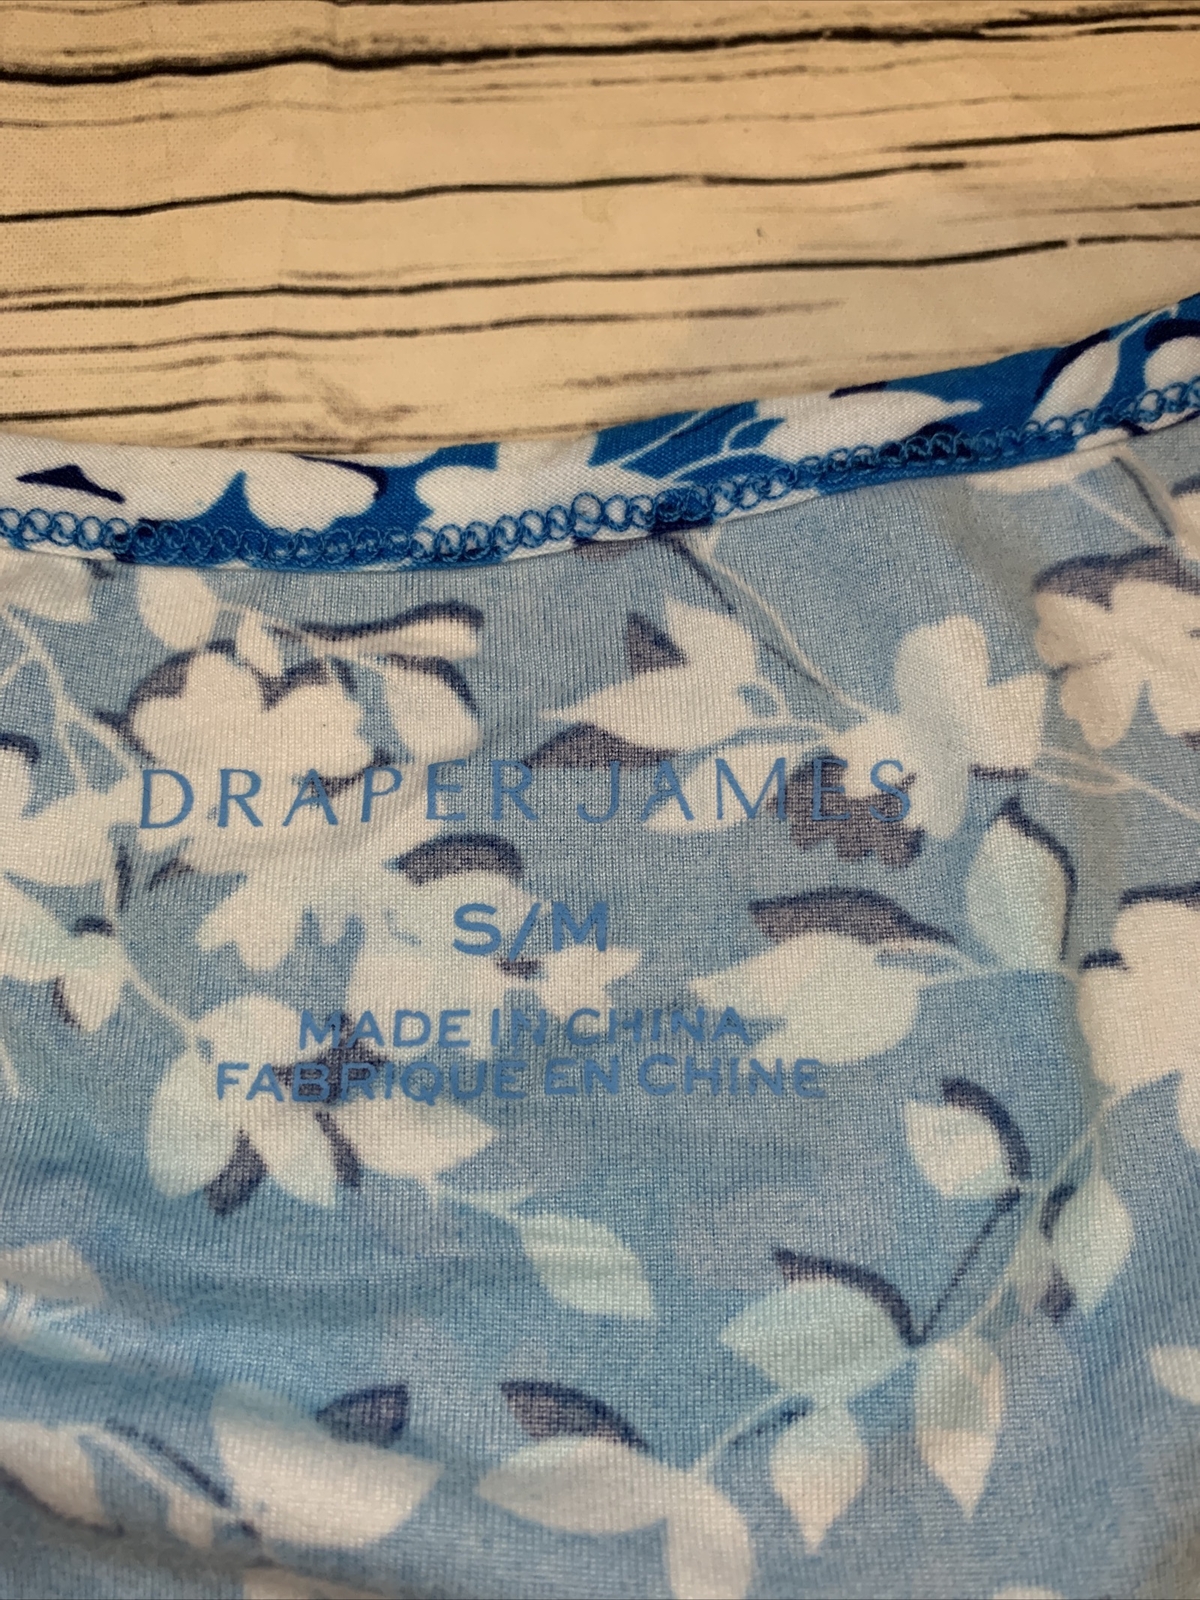 DRAPER JAMES
S/M
MADE IN CHINA
FABRIQUE EN CHINE